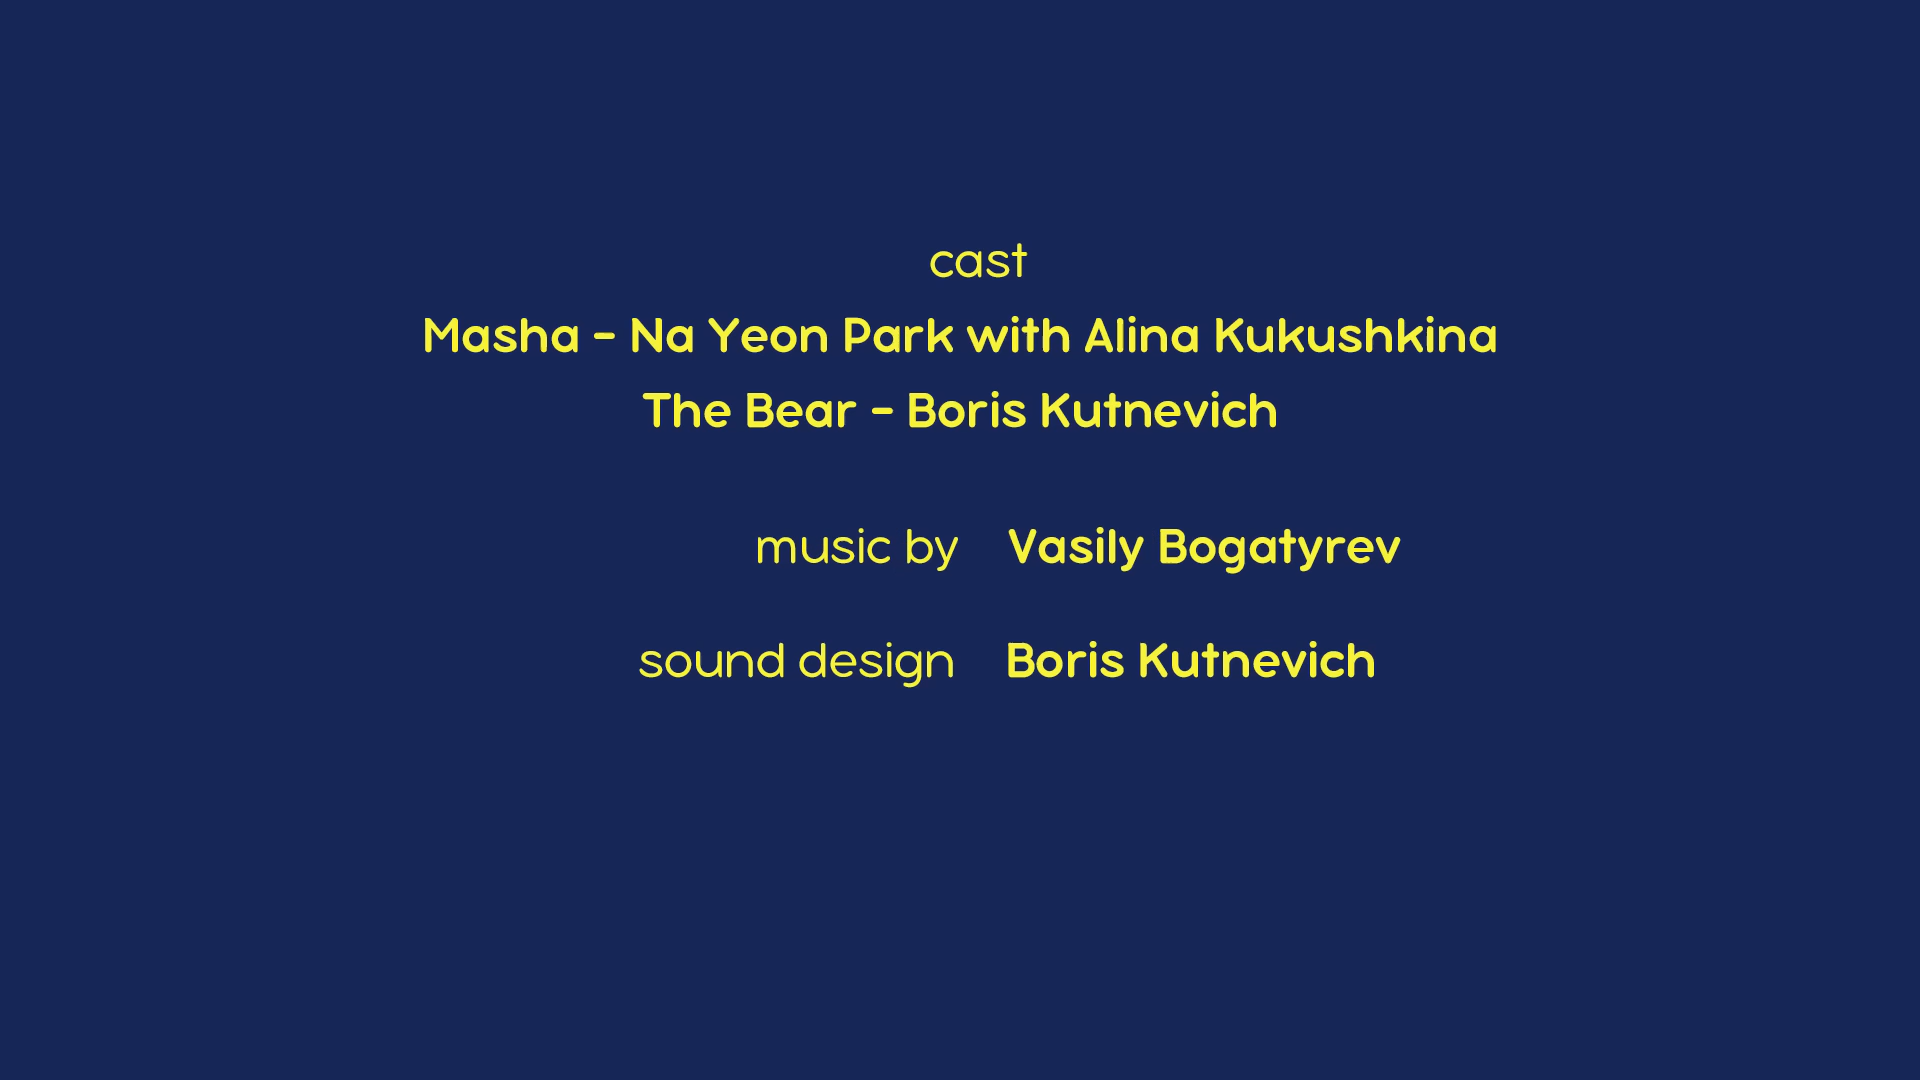 cast
Masha - Na Yeon Park with Alina Kukushkina
The Bear - Boris Kutnevich
music by Vasily Bogatyrev
sound design Boris Kutnevich